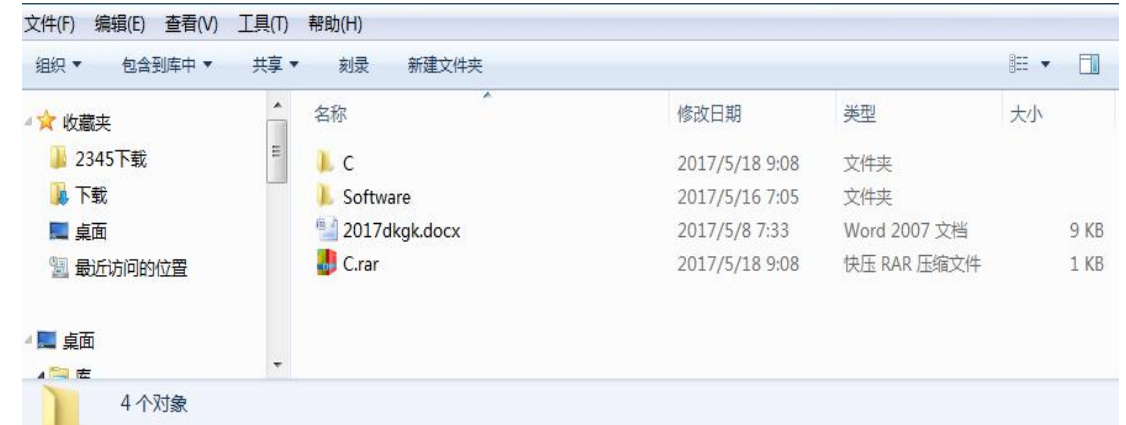 文件(F) 编辑(E) 查看(V) 工具(T) 帮助(H)
组织 包含到库中 共享 刻录 新建文件夹
名称 修改日期 类型 大小
收藏夹
2345下载
下载
桌面
最近访问的位置
桌面
库
C 2017/5/18 9:08 文件夹
Software 2017/5/16 7:05 文件夹
2017dkgk.docx 2017/5/8 7:33 Word 2007 文档 9 KB
C.rar 2017/5/18 9:08 快压 RAR 压缩文件 1 KB
4 个对象